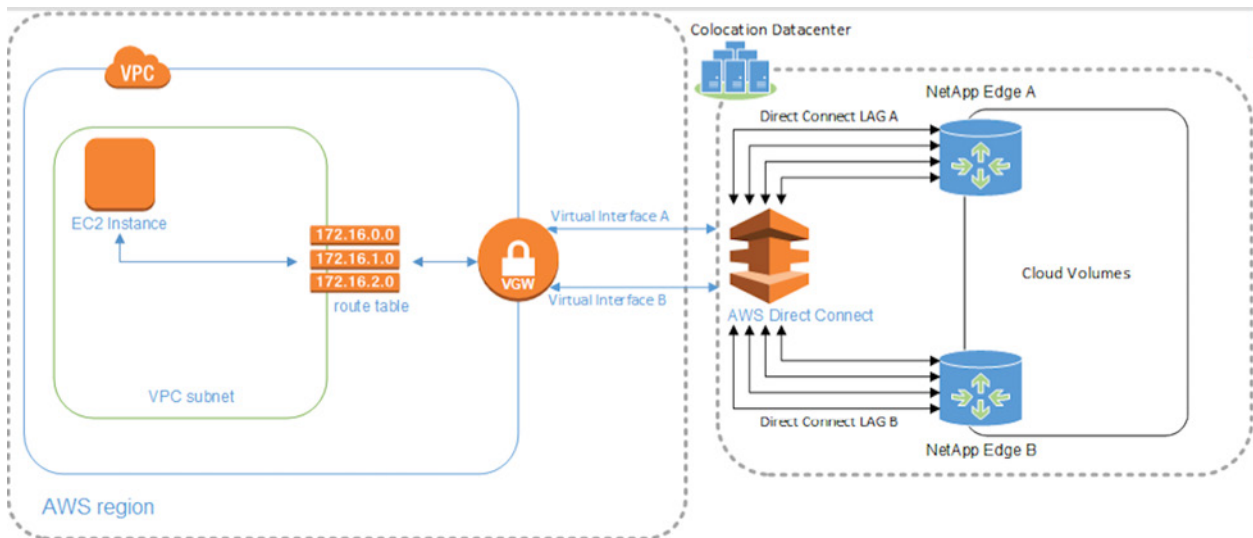 Colocation Datacenter
VPC
NetApp Edge A
Direct Connect LAG A
EC2 Instance
Virtual Interface A
172.16.0.0
172.16.1.0
172.16.2.0
route table
VGW
Virtual Interface B
AWS Direct Connect
Cloud Volumes
VPC subnet
Direct Connect LAG B
NetApp Edge B
AWS region